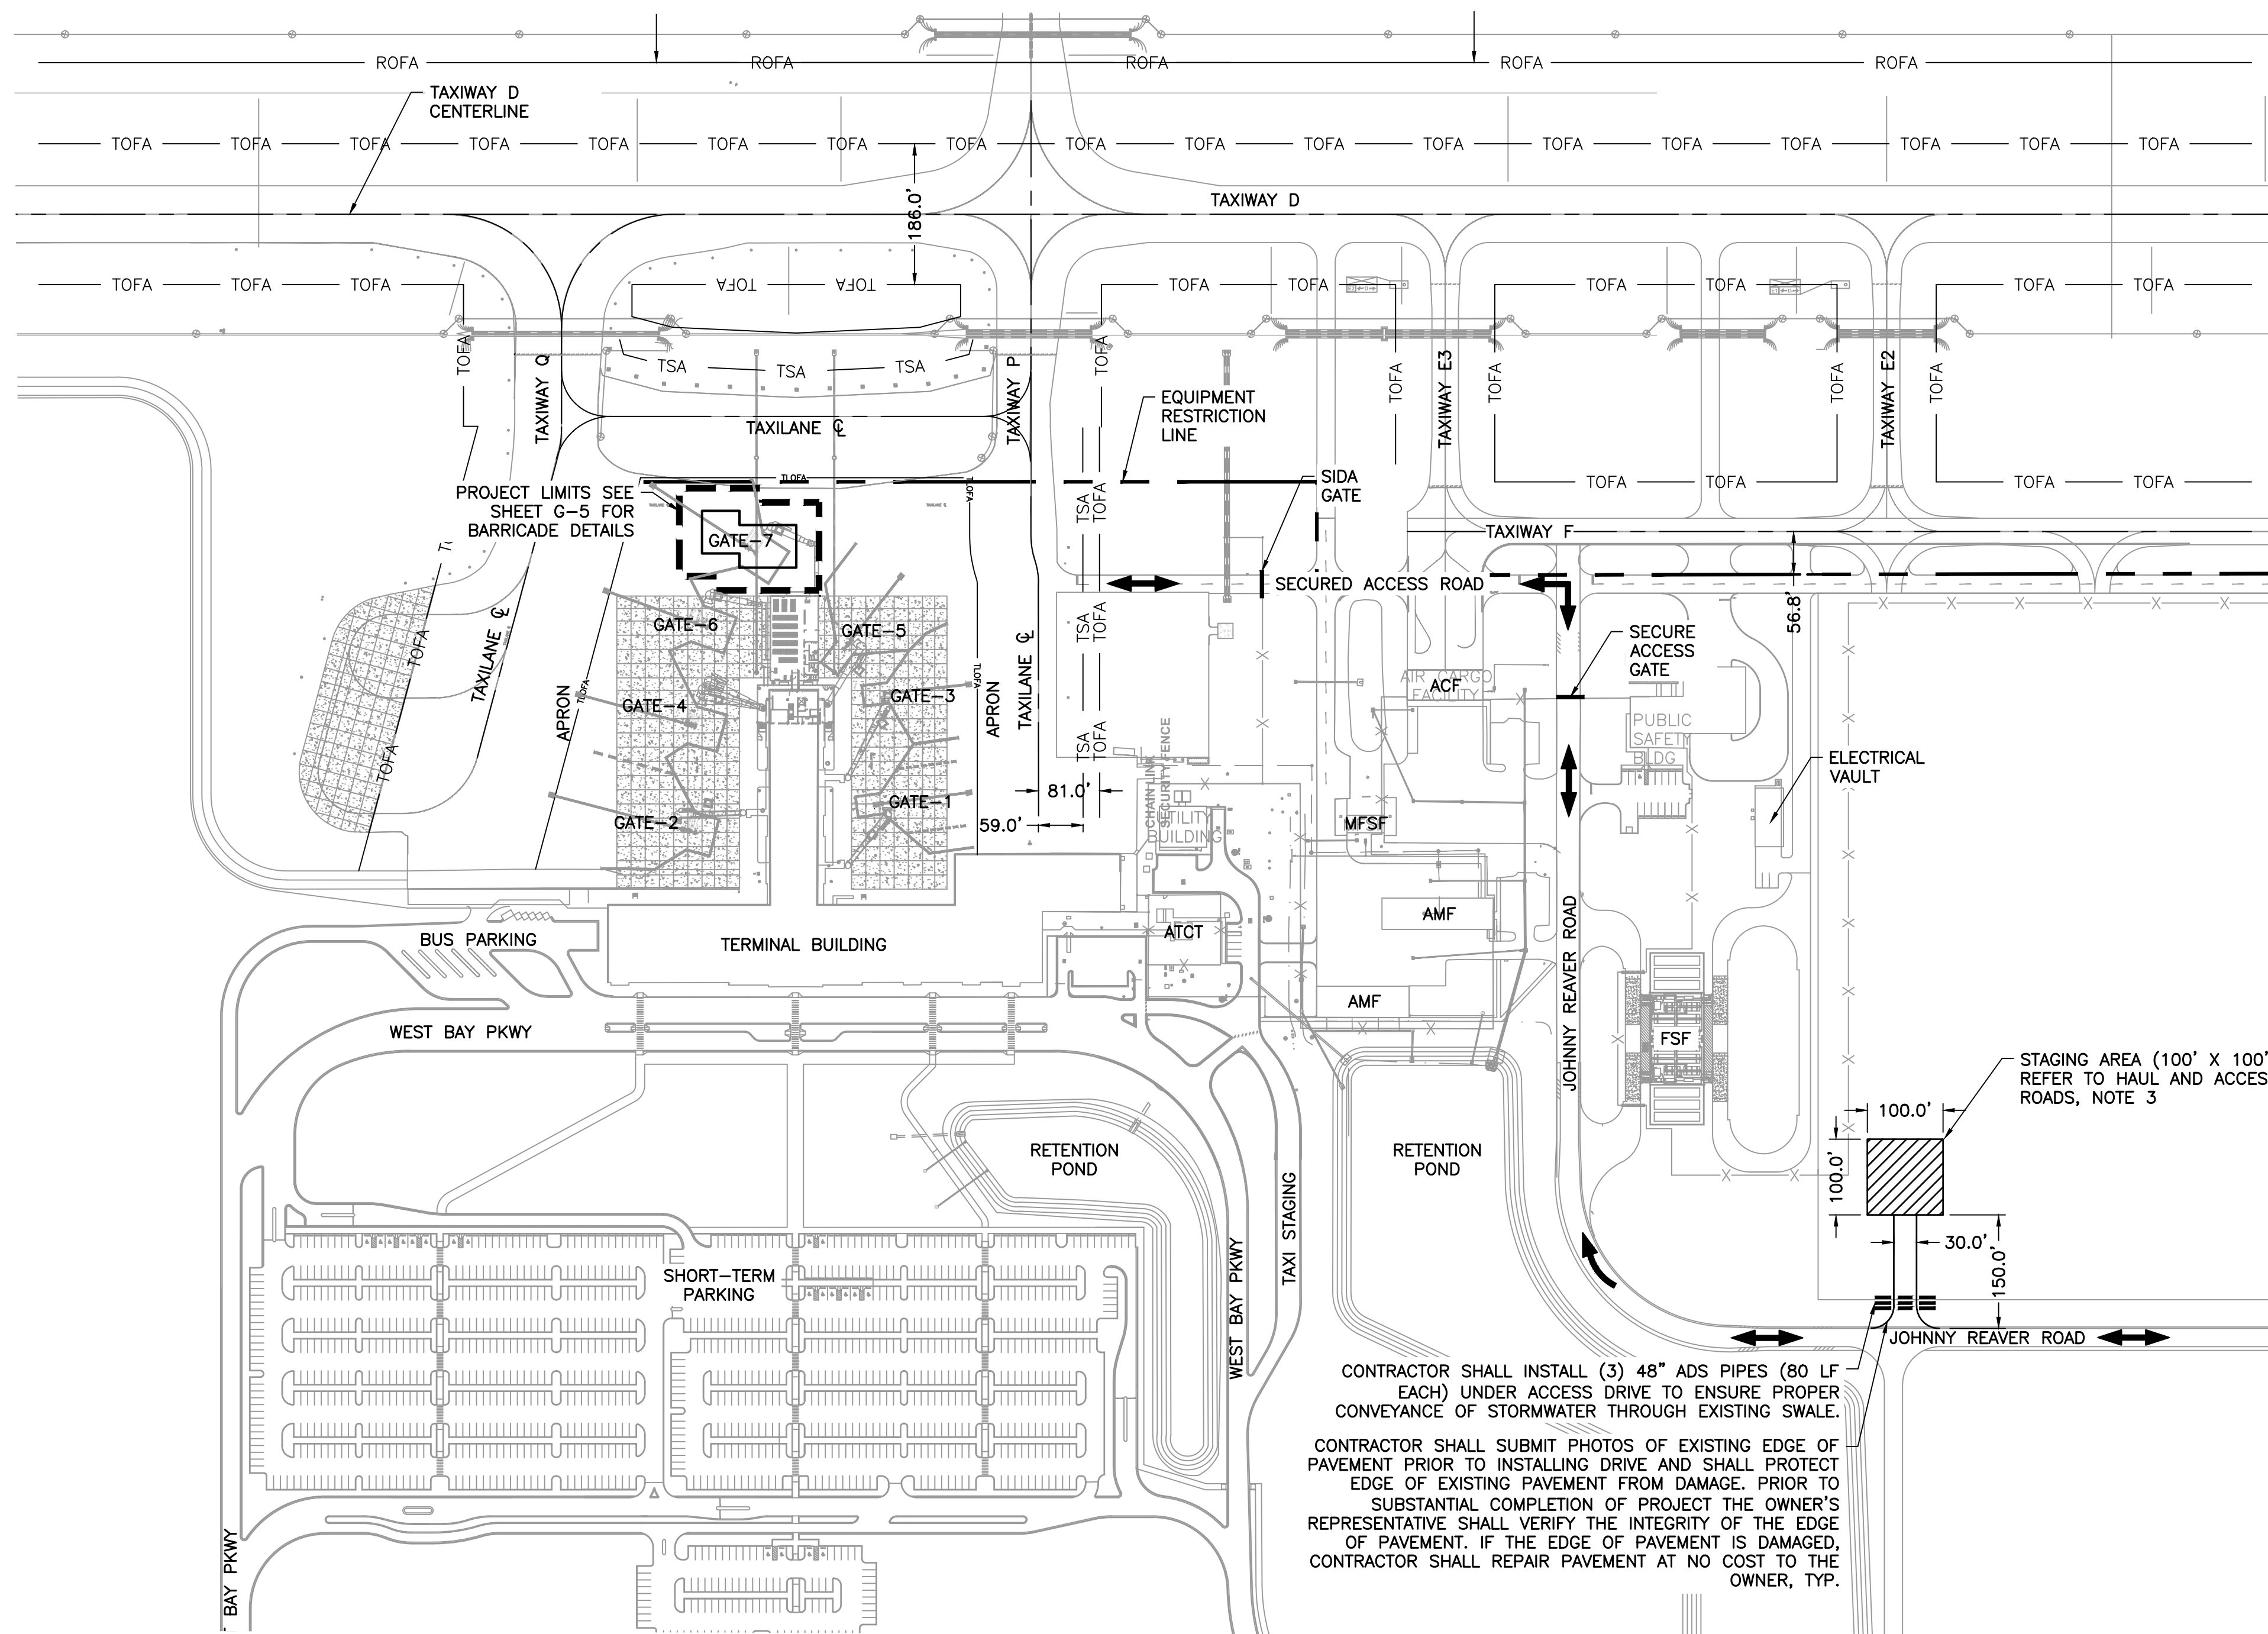 ROFA ROFA ROFA ROFA ROFA
TAXIWAY D
CENTERLINE
TOFA TOFA TOFA TOFA TOFA TOFA TOFA TOFA TOFA TOFA TOFA TOFA TOFA TOFA TOFA TOFA TOFA TOFA
TAXIWAY D
186.0'
TOFA TOFA TOFA TOFA TOFA TOFA TOFA TOFA TOFA TOFA TOFA
TOFA
TSA TSA TSA
TOFA
TOFA
TOFA
TOFA
TOFA
TAXIWAY Q
TAXIWAY P
TAXIWAY E3
TAXIWAY E2
TAXILANE ℄
EQUIPMENT
RESTRICTION
LINE
TLOFA
TLOFA
SIDA
GATE
TOFA TOFA TOFA TOFA
PROJECT LIMITS SEE
SHEET G-5 FOR
BARRICADE DETAILS
TSA
TOFA
TAXIWAY F
GATE-7
SECURED ACCESS ROAD
56.8'
GATE-6
GATE-5
TSA
TOFA
SECURE
ACCESS
GATE
TOFA
TOFA
TAXILANE ℄
APRON
TLOFA
GATE-4
GATE-3
TLOFA
APRON
TAXILANE ℄
TSA
TOFA
AIR CARGO
FACILITY
ACF
PUBLIC
SAFETY
BLDG
ELECTRICAL
VAULT
CHAIN LINK
SECURITY FENCE
81.0'
59.0'
GATE-2
GATE-1
UTILITY
BUILDING
MFSF
AMF
ATCT
BUS PARKING
TERMINAL BUILDING
JOHNNY REAVER ROAD
AMF
WEST BAY PKWY
FSF
STAGING AREA (100' X 100'
REFER TO HAUL AND ACCES
ROADS, NOTE 3
100.0'
100.0'
RETENTION
POND
RETENTION
POND
TAXI STAGING
WEST BAY PKWY
30.0'
150.0'
SHORT-TERM
PARKING
JOHNNY REAVER ROAD
CONTRACTOR SHALL INSTALL (3) 48" ADS PIPES (80 LF
EACH) UNDER ACCESS DRIVE TO ENSURE PROPER
CONVEYANCE OF STORMWATER THROUGH EXISTING SWALE.
CONTRACTOR SHALL SUBMIT PHOTOS OF EXISTING EDGE OF
PAVEMENT PRIOR TO INSTALLING DRIVE AND SHALL PROTECT
EDGE OF EXISTING PAVEMENT FROM DAMAGE. PRIOR TO
SUBSTANTIAL COMPLETION OF PROJECT THE OWNER'S
REPRESENTATIVE SHALL VERIFY THE INTEGRITY OF THE EDGE
OF PAVEMENT. IF THE EDGE OF PAVEMENT IS DAMAGED,
CONTRACTOR SHALL REPAIR PAVEMENT AT NO COST TO THE
OWNER, TYP.
BAY PKWY